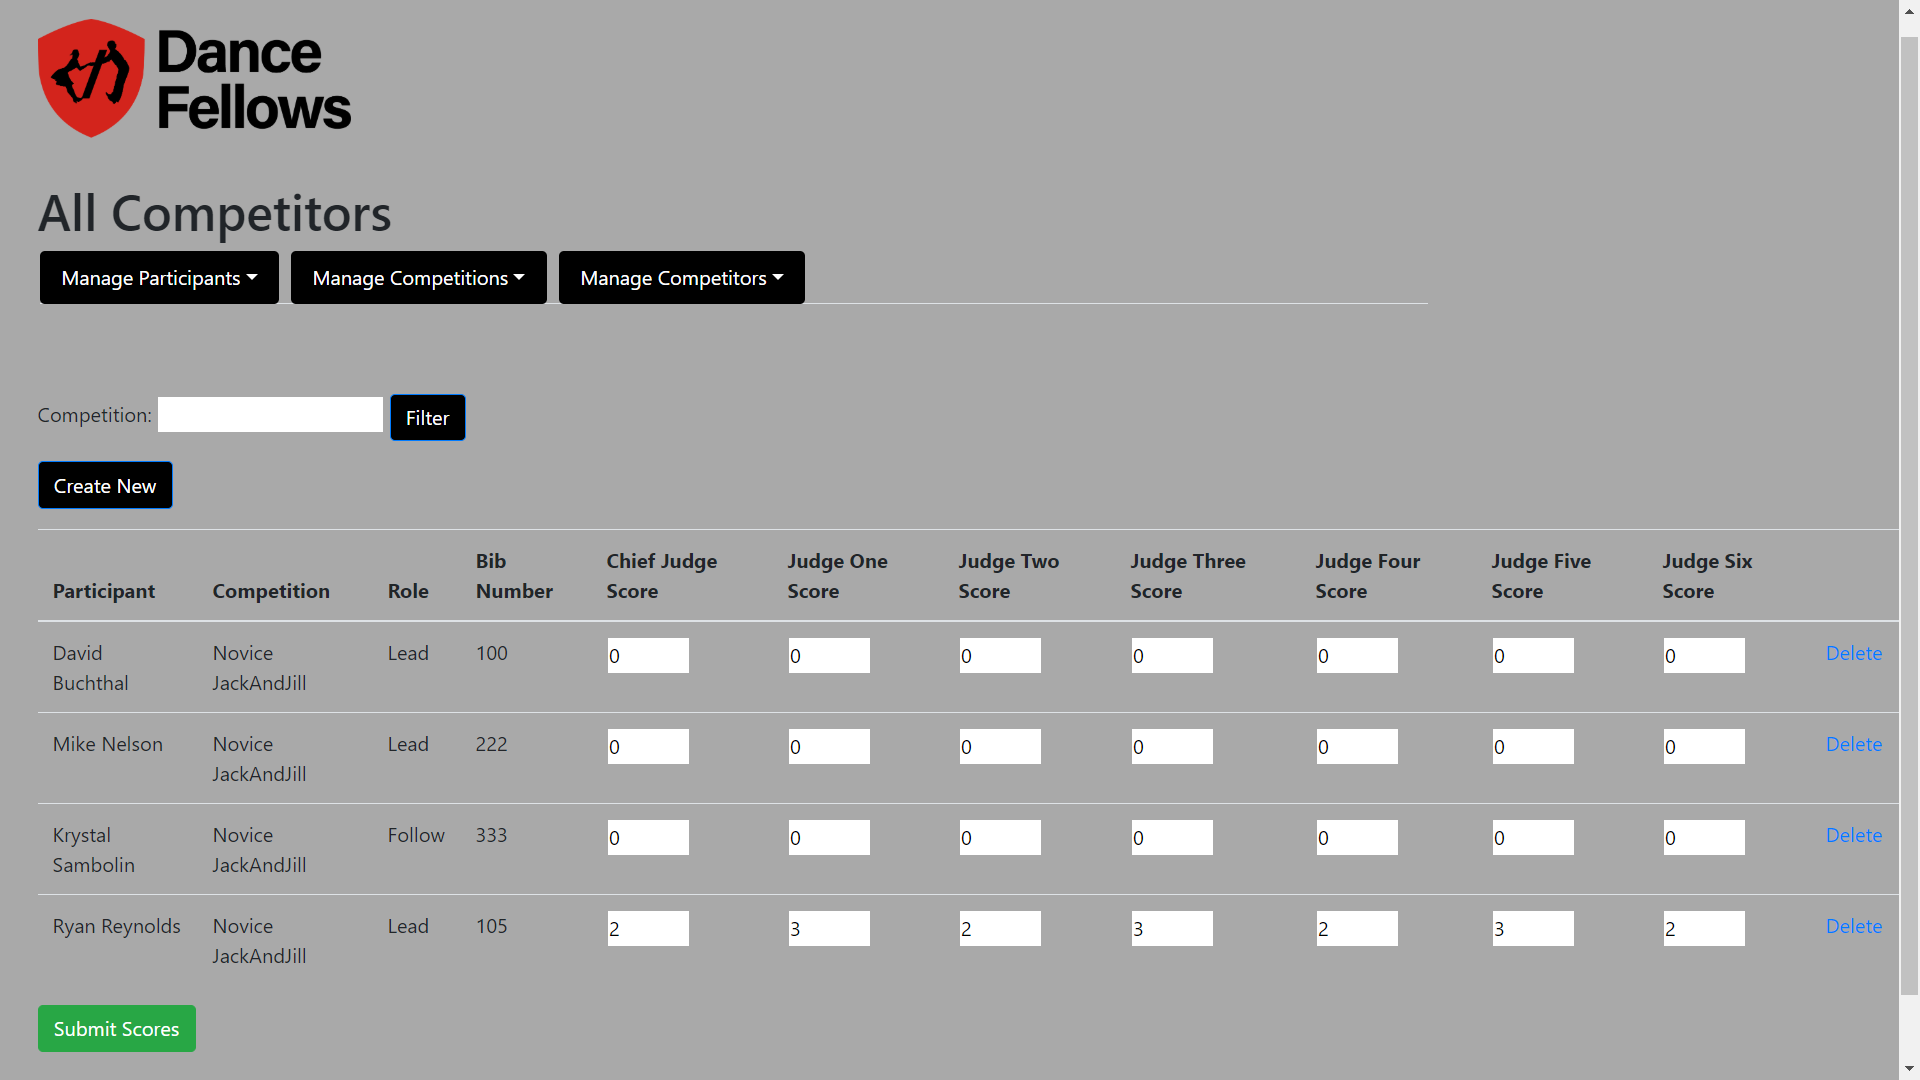 Dance
Fellows
All Competitors
Manage Participants Manage Competitions Manage Competitors
Competition: Filter
Create New
Participant Competition Role Bib Number Chief Judge Score Judge One Score Judge Two Score Judge Three Score Judge Four Score Judge Five Score Judge Six Score
David Buchthal Novice JackAndJill Lead 100 0 0 0 0 0 0 0 Delete
Mike Nelson Novice JackAndJill Lead 222 0 0 0 0 0 0 0 Delete
Krystal Sambolin Novice JackAndJill Follow 333 0 0 0 0 0 0 0 Delete
Ryan Reynolds Novice JackAndJill Lead 105 2 3 2 3 2 3 2 Delete
Submit Scores